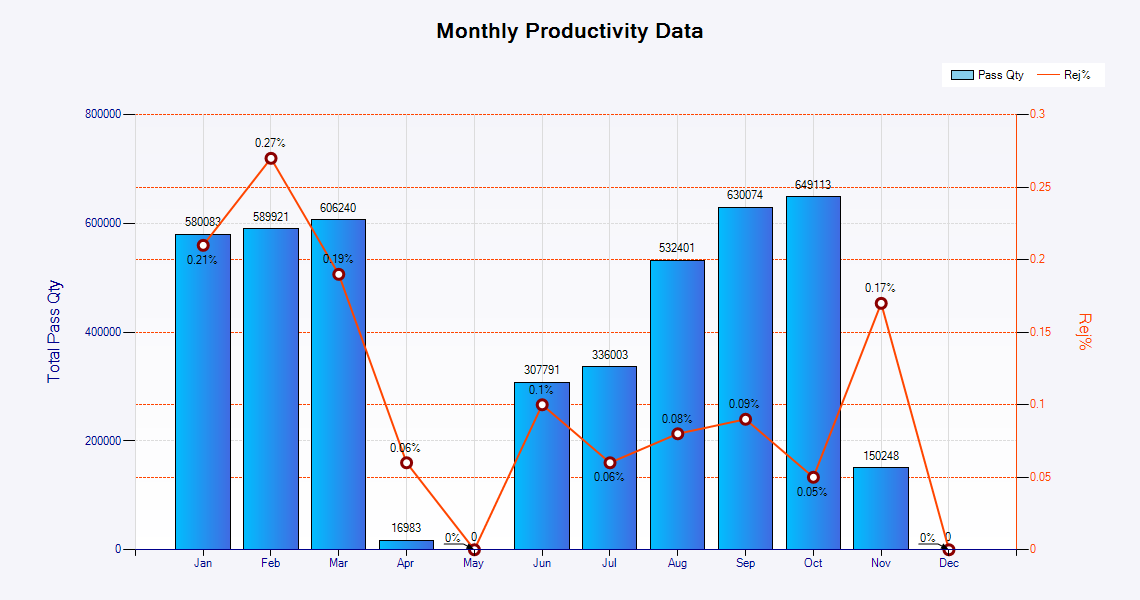 Monthly Productivity Data
Pass Qty
Rej%
800000
600000
400000
200000
0
Total Pass Qty
0.3
0.25
0.2
0.15
0.1
0.05
0
Rej%
580083
589921
606240
16983
0
307791
336003
532401
630074
649113
150248
0
0.21%
0.27%
0.19%
0.06%
0%
0.1%
0.06%
0.08%
0.09%
0.05%
0.17%
0%
Jan
Feb
Mar
Apr
May
Jun
Jul
Aug
Sep
Oct
Nov
Dec